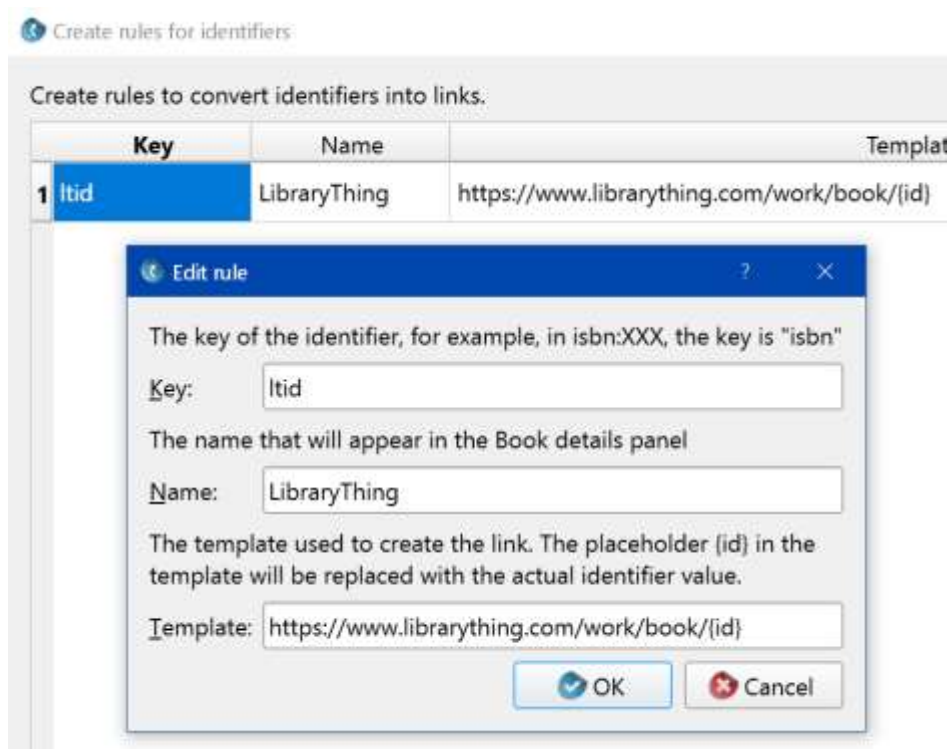 Create rules for identifiers
Create rules to convert identifiers into links.
Key Name Templat
1 ltid LibraryThing https://www.librarything.com/work/book/{id}
Edit rule ? ×
The key of the identifier, for example, in isbn:XXX, the key is "isbn"
Key: ltid
The name that will appear in the Book details panel
Name: LibraryThing
The template used to create the link. The placeholder {id} in the
template will be replaced with the actual identifier value.
Template: https://www.librarything.com/work/book/{id}
OK Cancel